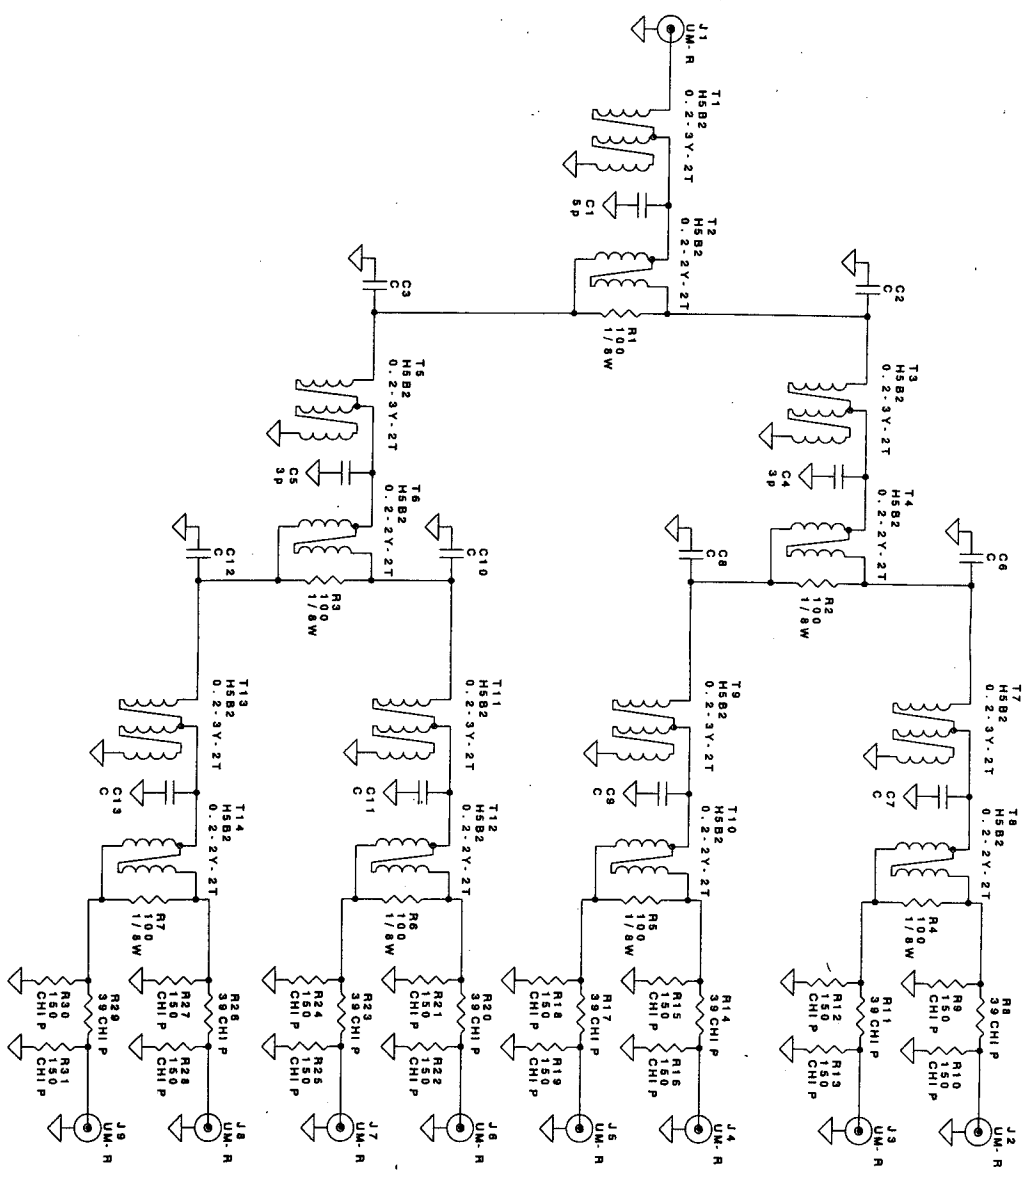 J1
UM-R
T1
H5B2
0.2-3Y-2T
C1
5p
T2
H5B2
0.2-2Y-2T
R1
100
1/8W
C2
C
C3
C
T3
H5B2
0.2-3Y-2T
C4
3p
T4
H5B2
0.2-2Y-2T
R2
100
1/8W
T5
H5B2
0.2-3Y-2T
C5
3p
T6
H5B2
0.2-2Y-2T
R3
100
1/8W
C6
C
C8
C
C10
C
C12
C
T7
H5B2
0.2-3Y-2T
C7
C
T8
H5B2
0.2-2Y-2T
R4
100
1/8W
T9
H5B2
0.2-3Y-2T
C9
C
T10
H5B2
0.2-2Y-2T
R5
100
1/8W
T11
H5B2
0.2-3Y-2T
C11
C
T12
H5B2
0.2-2Y-2T
R6
100
1/8W
T13
H5B2
0.2-3Y-2T
C13
C
T14
H5B2
0.2-2Y-2T
R7
100
1/8W
R8
39 CHIP
R9
150
CHIP
R10
150
CHIP
J2
UM-R
R11
39 CHIP
R12
150
CHIP
R13
150
CHIP
J3
UM-R
R14
39 CHIP
R15
150
CHIP
R16
150
CHIP
J4
UM-R
R17
39 CHIP
R18
150
CHIP
R19
150
CHIP
J5
UM-R
R20
39 CHIP
R21
150
CHIP
R22
150
CHIP
J6
UM-R
R23
39 CHIP
R24
150
CHIP
R25
150
CHIP
J7
UM-R
R26
39 CHIP
R27
150
CHIP
R28
150
CHIP
J8
UM-R
R29
39 CHIP
R30
150
CHIP
R31
150
CHIP
J9
UM-R